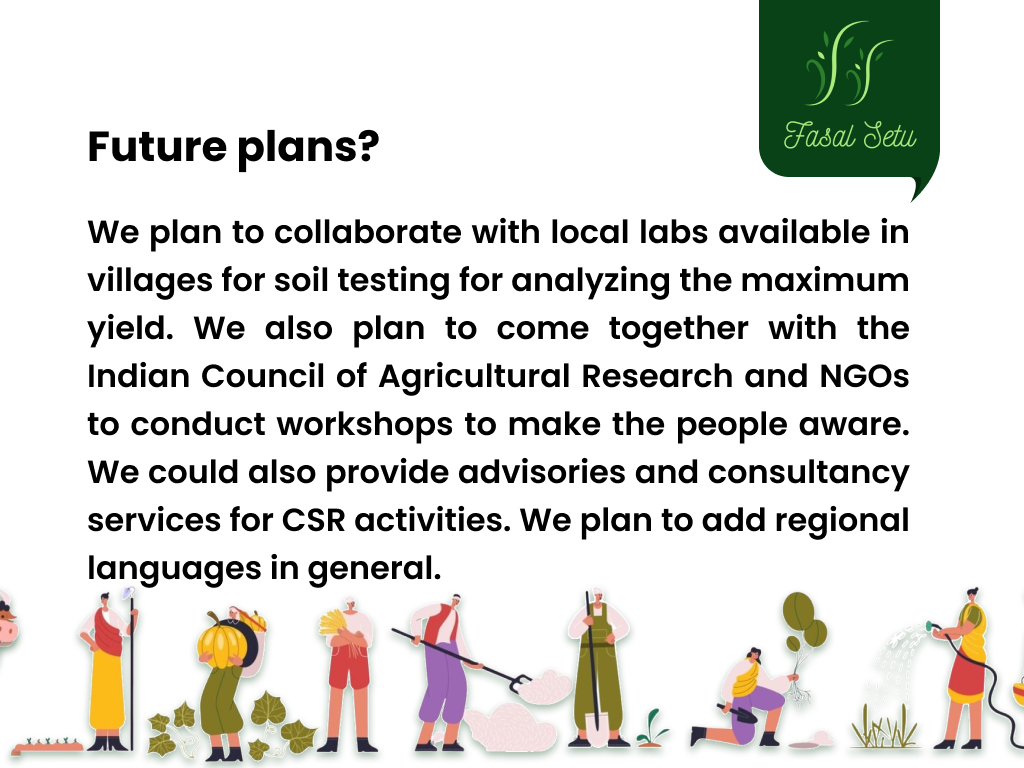 Fasal Setu
Future plans?
We plan to collaborate with local labs available in
villages for soil testing for analyzing the maximum
yield. We also plan to come together with the
Indian Council of Agricultural Research and NGOs
to conduct workshops to make the people aware.
We could also provide advisories and consultancy
services for CSR activities. We plan to add regional
languages in general.